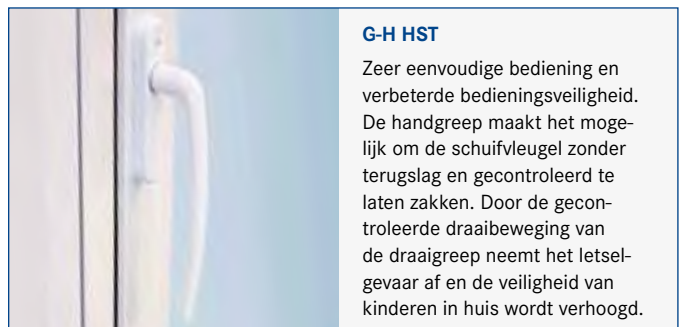 G-H HST
Zeer eenvoudige bediening en
verbeterde bedieningsveiligheid.
De handgreep maakt het moge-
lijk om de schuifvleugel zonder
terugslag en gecontroleerd te
laten zakken. Door de gecon-
troleerde draaibeweging van
de draaigreep neemt het letsel-
gevaar af en de veiligheid van
kinderen in huis wordt verhoogd.